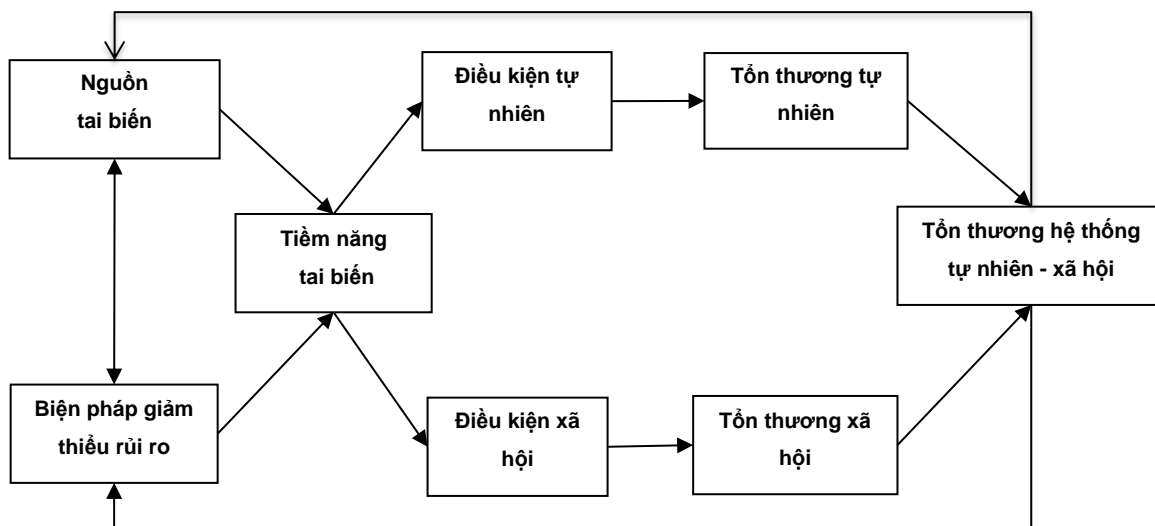 Nguồn
tai biến
Điều kiện tự
nhiên
Tổn thương tự
nhiên
Tiềm năng
tai biến
Tổn thương hệ thống
tự nhiên - xã hội
Biện pháp giảm
thiểu rủi ro
Điều kiện xã
hội
Tổn thương xã
hội